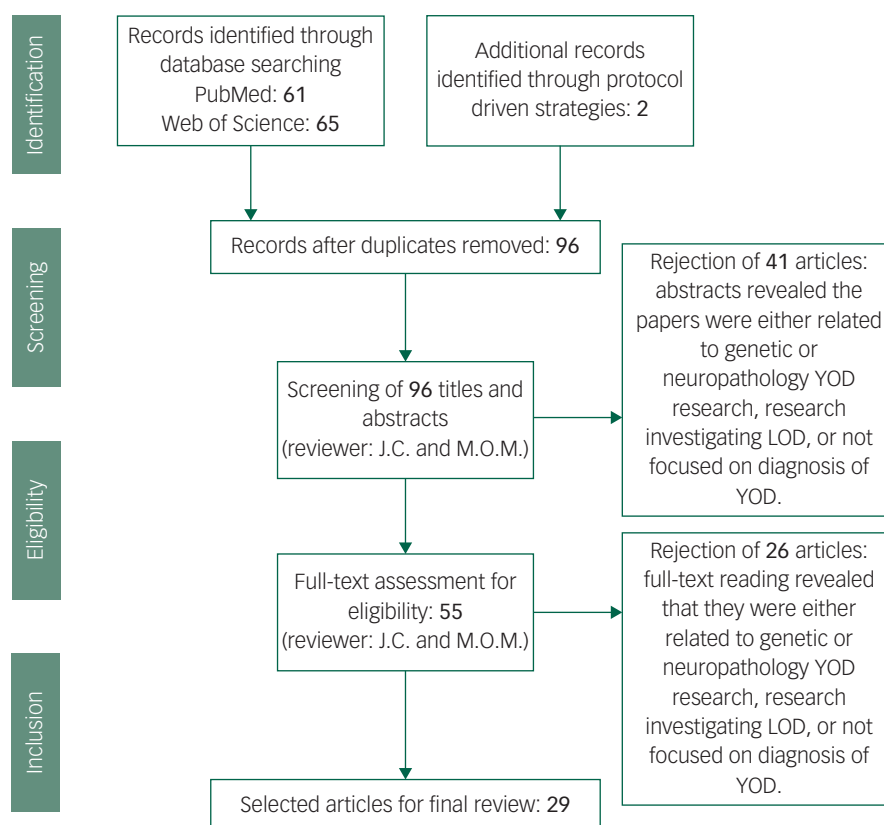 Identification
Records identified through
database searching
PubMed: 61
Web of Science: 65
Additional records
identified through protocol
driven strategies: 2
Screening
Records after duplicates removed: 96
Screening of 96 titles and
abstracts
(reviewer: J.C. and M.O.M.)
Rejection of 41 articles:
abstracts revealed the
papers were either related
to genetic or
neuropathology YOD
research, research
investigating LOD, or not
focused on diagnosis of
YOD.
Eligibility
Full-text assessment for
eligibility: 55
(reviewer: J.C. and M.O.M.)
Rejection of 26 articles:
full-text reading revealed
that they were either
related to genetic or
neuropathology YOD
research, research
investigating LOD, or not
focused on diagnosis of
YOD.
Inclusion
Selected articles for final review: 29